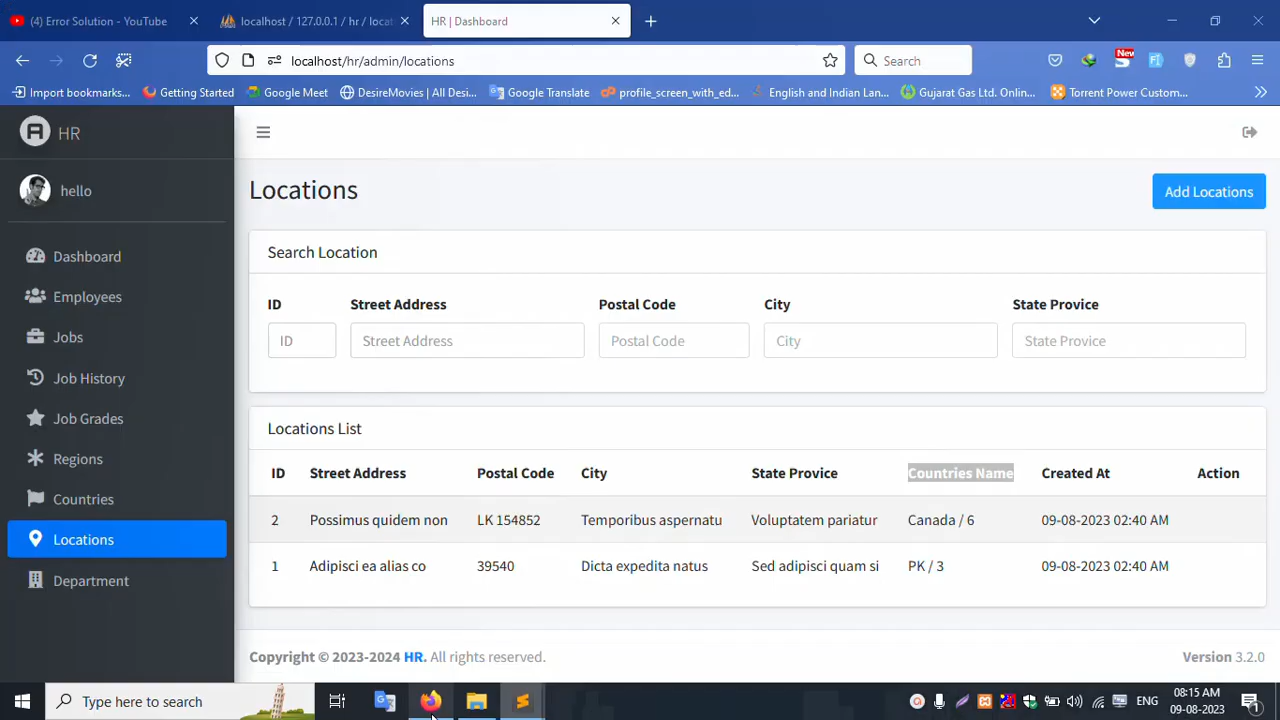 (4) Error Solution - YouTube
localhost / 127.0.0.1 / hr / locat
HR | Dashboard
localhost/hr/admin/locations
Search
New
Import bookmarks...
Getting Started
Google Meet
DesireMovies | All Desi...
Google Translate
profile_screen_with_ed...
English and Indian Lan...
Gujarat Gas Ltd. Onlin...
Torrent Power Custom...
HR
hello
Dashboard
Employees
Jobs
Job History
Job Grades
Regions
Countries
Locations
Department
Locations
Add Locations
Search Location
ID Street Address Postal Code City State Provice
ID Street Address Postal Code City State Provice
Locations List
ID Street Address Postal Code City State Provice Countries Name Created At Action
2 Possimus quidem non LK 154852 Temporibus aspernatu Voluptatem pariatur Canada / 6 09-08-2023 02:40 AM
1 Adipisci ea alias co 39540 Dicta expedita natus Sed adipisci quam si PK / 3 09-08-2023 02:40 AM
Copyright © 2023-2024 HR. All rights reserved.
Version 3.2.0
Type here to search
ENG
08:15 AM
09-08-2023
1